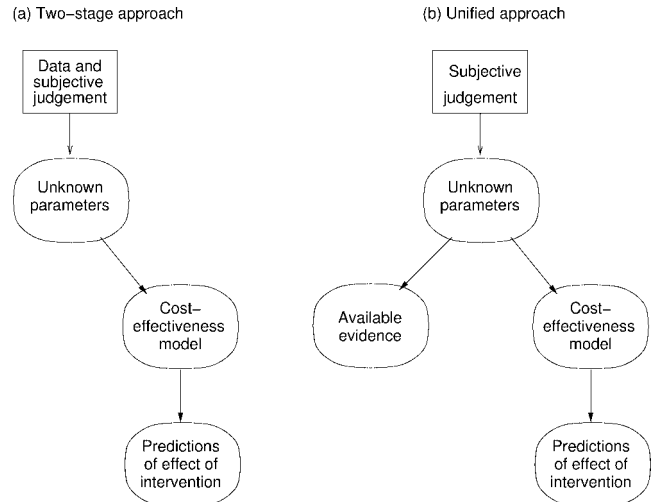 (a) Two-stage approach
Data and
subjective
judgement
Unknown
parameters
Cost-
effectiveness
model
Predictions
of effect of
intervention
(b) Unified approach
Subjective
judgement
Unknown
parameters
Available
evidence
Cost-
effectiveness
model
Predictions
of effect of
intervention